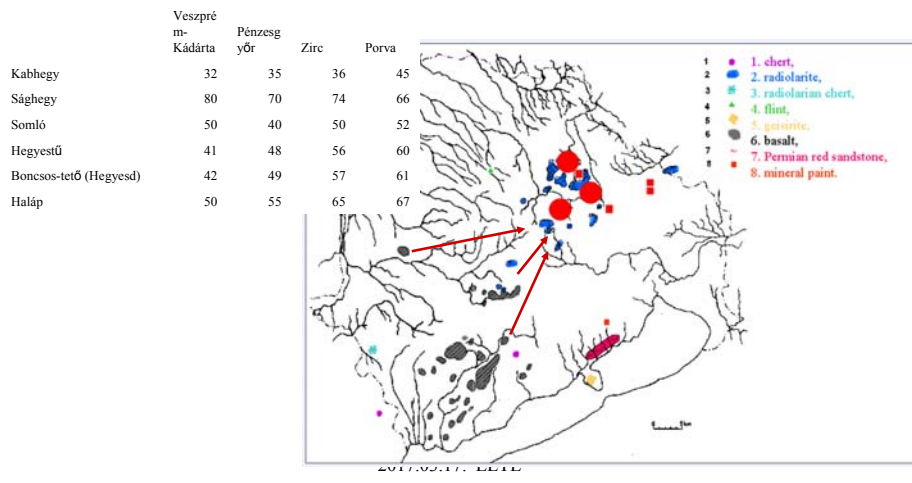 Veszpré
m-
Kádárta
Pénzesg
yőr
Zirc
Porva
Kabhegy 32 35 36 45
Sághegy 80 70 74 66
Somló 50 40 50 52
Hegyestű 41 48 56 60
Boncsos-tető (Hegyesd) 42 49 57 61
Haláp 50 55 65 67
1 1. chert,
2 2. radiolarite,
3 3. radiolarian chert,
4 4. flint,
5 5. geisirite,
6 6. basalt,
7 7. Permian red sandstone,
8 8. mineral paint.